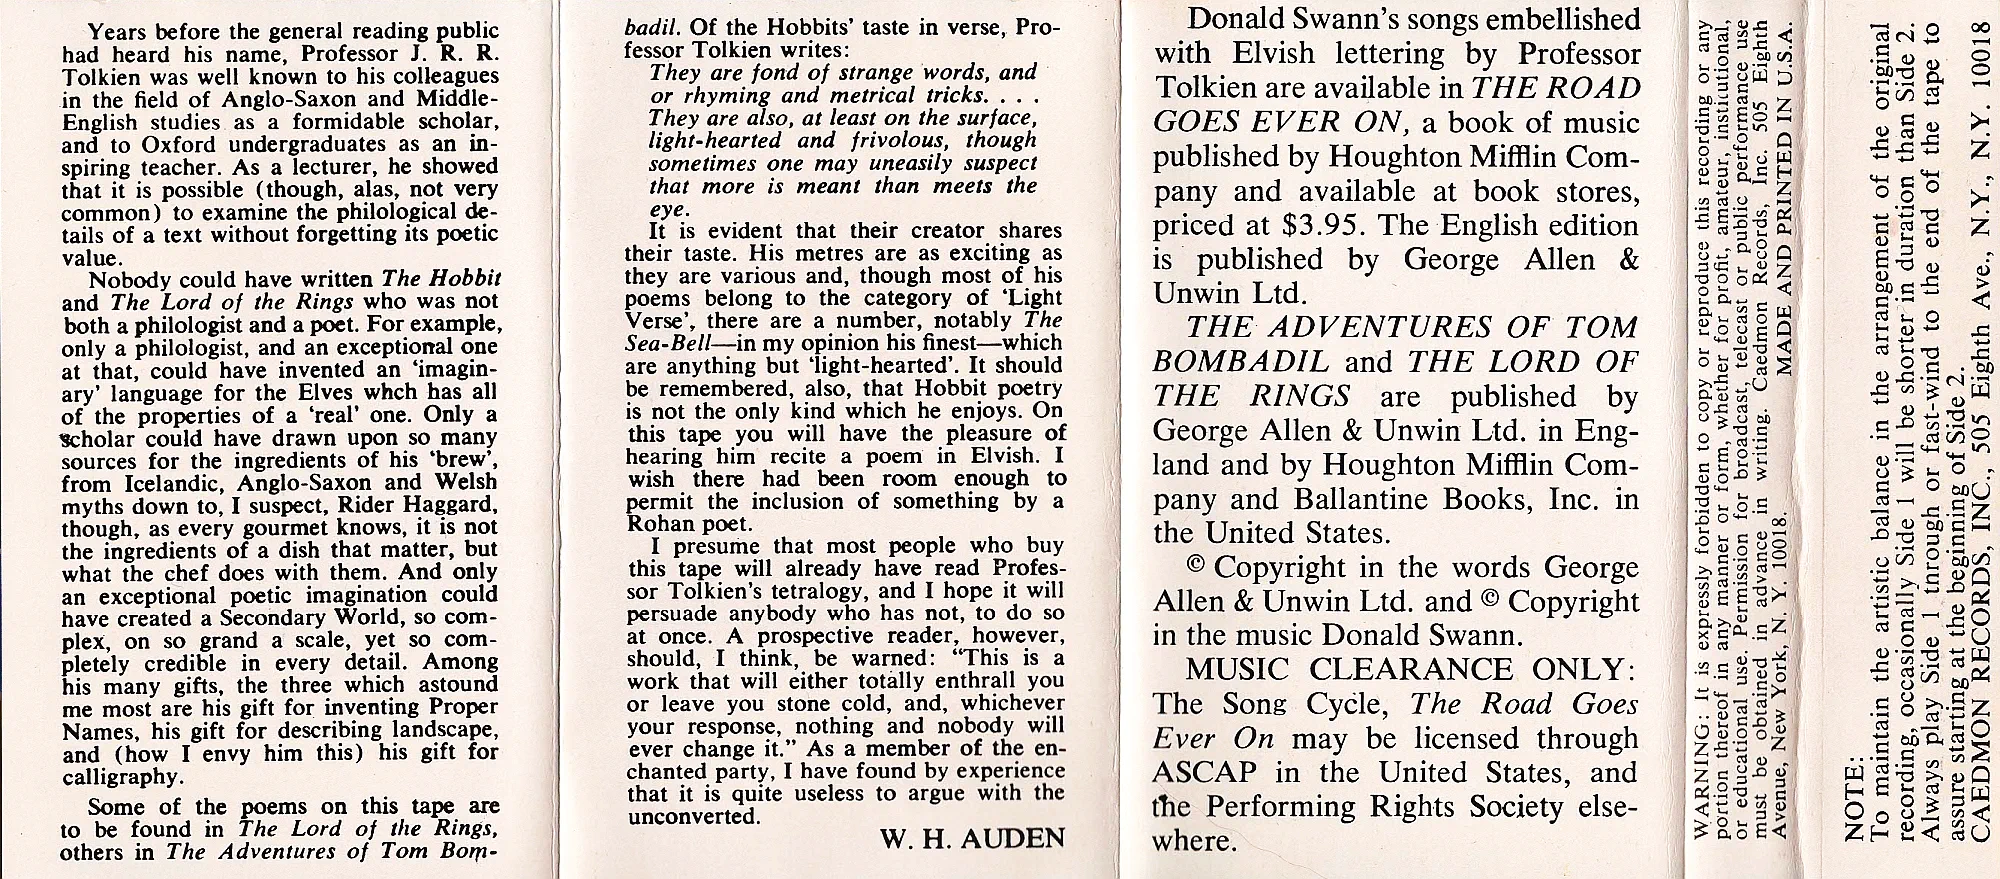 Years before the general reading public
had heard his name, Professor J. R. R.
Tolkien was well known to his colleagues
in the field of Anglo-Saxon and Middle-
English studies as a formidable scholar,
and to Oxford undergraduates as an in-
spiring teacher. As a lecturer, he showed
that it is possible (though, alas, not very
common) to examine the philological de-
tails of a text without forgetting its poetic
value.
Nobody could have written The Hobbit
and The Lord of the Rings who was not
both a philologist and a poet. For example,
only a philologist, and an exceptional one
at that, could have invented an ‘imagin-
ary’ language for the Elves whch has all
of the properties of a ‘real’ one. Only a
scholar could have drawn upon so many
sources for the ingredients of his ‘brew’,
from Icelandic, Anglo-Saxon and Welsh
myths down to, I suspect, Rider Haggard,
though, as every gourmet knows, it is not
the ingredients of a dish that matter, but
what the chef does with them. And only
an exceptional poetic imagination could
have created a Secondary World, so com-
plex, on so grand a scale, yet so com-
pletely credible in every detail. Among
his many gifts, the three which astound
me most are his gift for inventing Proper
Names, his gift for describing landscape,
and (how I envy him this) his gift for
calligraphy.
Some of the poems on this tape are
to be found in The Lord of the Rings,
others in The Adventures of Tom Bom-
badil. Of the Hobbits’ taste in verse, Pro-
fessor Tolkien writes:
They are fond of strange words, and
or rhyming and metrical tricks. . . .
They are also, at least on the surface,
light-hearted and frivolous, though
sometimes one may uneasily suspect
that more is meant than meets the
eye.
It is evident that their creator shares
their taste. His metres are as exciting as
they are various and, though most of his
poems belong to the category of ‘Light
Verse’, there are a number, notably The
Sea-Bell—in my opinion his finest—which
are anything but ‘light-hearted’. It should
be remembered, also, that Hobbit poetry
is not the only kind which he enjoys. On
this tape you will have the pleasure of
hearing him recite a poem in Elvish. I
wish there had been room enough to
permit the inclusion of something by a
Rohan poet.
I presume that most people who buy
this tape will already have read Profes-
sor Tolkien’s tetralogy, and I hope it will
persuade anybody who has not, to do so
at once. A prospective reader, however,
should, I think, be warned: “This is a
work that will either totally enthrall you
or leave you stone cold, and, whichever
your response, nothing and nobody will
ever change it.” As a member of the en-
chanted party, I have found by experience
that it is quite useless to argue with the
unconverted.
W. H. AUDEN
Donald Swann’s songs embellished
with Elvish lettering by Professor
Tolkien are available in THE ROAD
GOES EVER ON, a book of music
published by Houghton Mifflin Com-
pany and available at book stores,
priced at $3.95. The English edition
is published by George Allen &
Unwin Ltd.
THE ADVENTURES OF TOM
BOMBADIL and THE LORD OF
THE RINGS are published by
George Allen & Unwin Ltd. in Eng-
land and by Houghton Mifflin Com-
pany and Ballantine Books, Inc. in
the United States.
© Copyright in the words George
Allen & Unwin Ltd. and © Copyright
in the music Donald Swann.
MUSIC CLEARANCE ONLY:
The Song Cycle, The Road Goes
Ever On may be licensed through
ASCAP in the United States, and
the Performing Rights Society else-
where.
WARNING: It is expressly forbidden to copy or reproduce this recording or any
portion thereof in any manner or form, whether for profit, amateur, institutional,
or educational use. Permission for broadcast, telecast or public performance use
must be obtained in advance in writing. Caedmon Records, Inc. 505 Eighth
Avenue, New York, N. Y. 10018. MADE AND PRINTED IN U.S.A.
NOTE:
To maintain the artistic balance in the arrangement of the original
recording, occasionally Side 1 will be shorter in duration than Side 2.
Always play Side 1 through or fast-wind to the end of the tape to
assure starting at the beginning of Side 2.
CAEDMON RECORDS, INC., 505 Eighth Ave., N.Y., N.Y. 10018